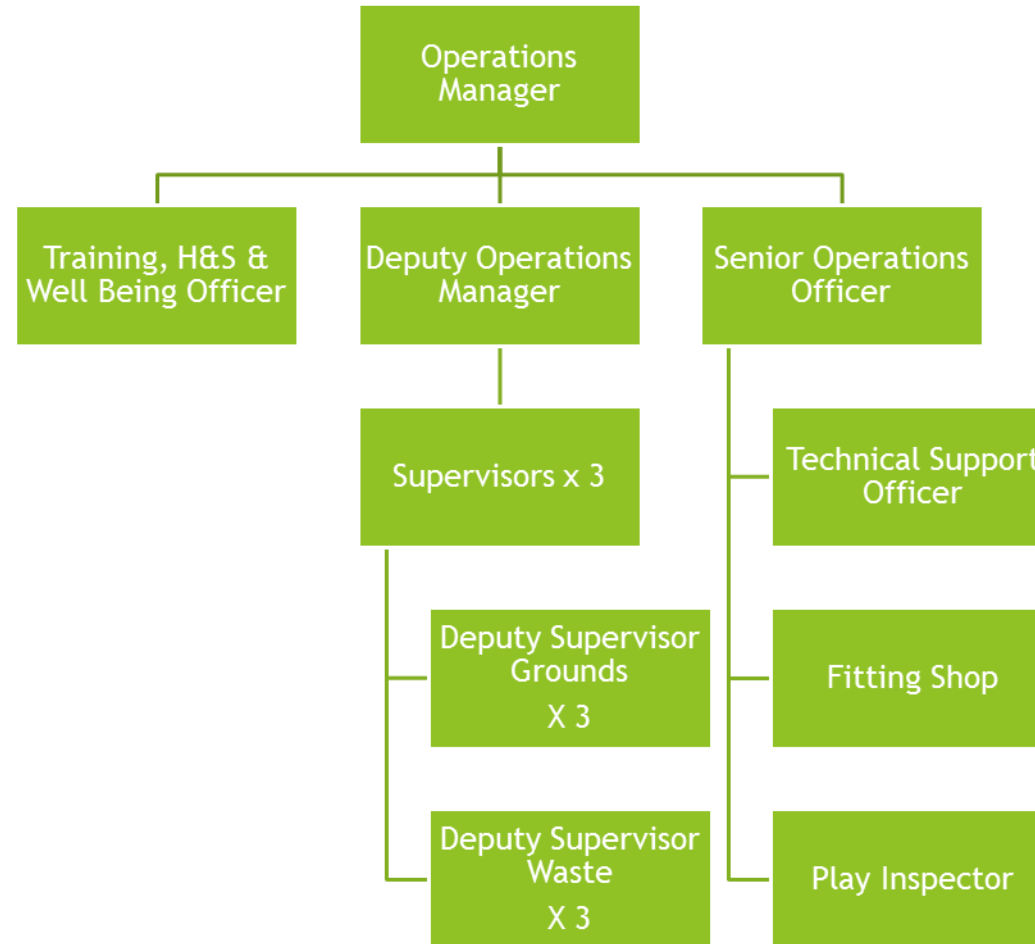 Operations
Manager
Training, H&S &
Well Being Officer
Deputy Operations
Manager
Senior Operations
Officer
Supervisors x 3
Technical Support
Officer
Deputy Supervisor
Grounds
X 3
Fitting Shop
Deputy Supervisor
Waste
X 3
Play Inspector